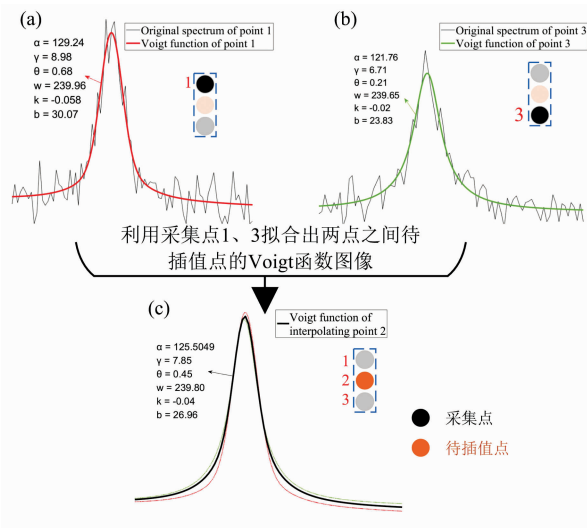 (a)
Original spectrum of point 1
Voigt function of point 1
α = 129.24
γ = 8.98
θ = 0.68
w = 239.96
k = -0.058
b = 30.07
1
(b)
Original spectrum of point 3
Voigt function of point 3
α = 121.76
γ = 6.71
θ = 0.21
w = 239.65
k = -0.02
b = 23.83
3
利用采集点1、3拟合出两点之间待
插值点的Voigt函数图像
(c)
Voigt function of
interpolating point 2
α = 125.5049
γ = 7.85
θ = 0.45
w = 239.80
k = -0.04
b = 26.96
1
2
3
采集点
待插值点